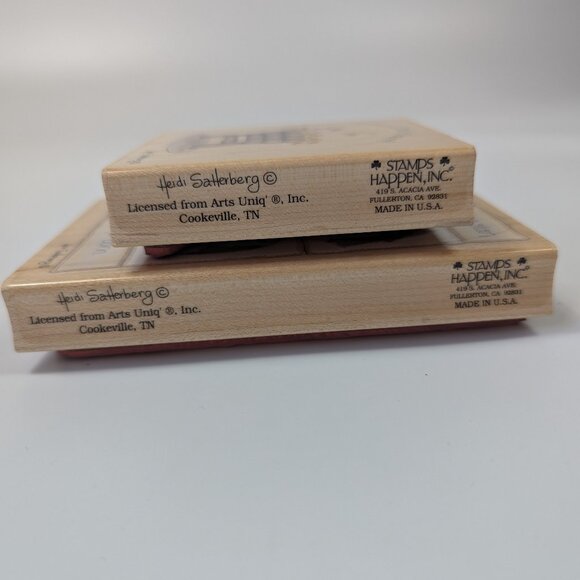 Heidi Satterberg ©
Licensed from Arts Uniq' ®, Inc.
Cookeville, TN
STAMPS
HAPPEN, INC.®
419 S. ACACIA AVE.
FULLERTON, CA 92831
MADE IN U.S.A.
Heidi Satterberg ©
Licensed from Arts Uniq' ®, Inc.
Cookeville, TN
STAMPS
HAPPEN, INC.®
419 S. ACACIA AVE.
FULLERTON, CA 92831
MADE IN U.S.A.